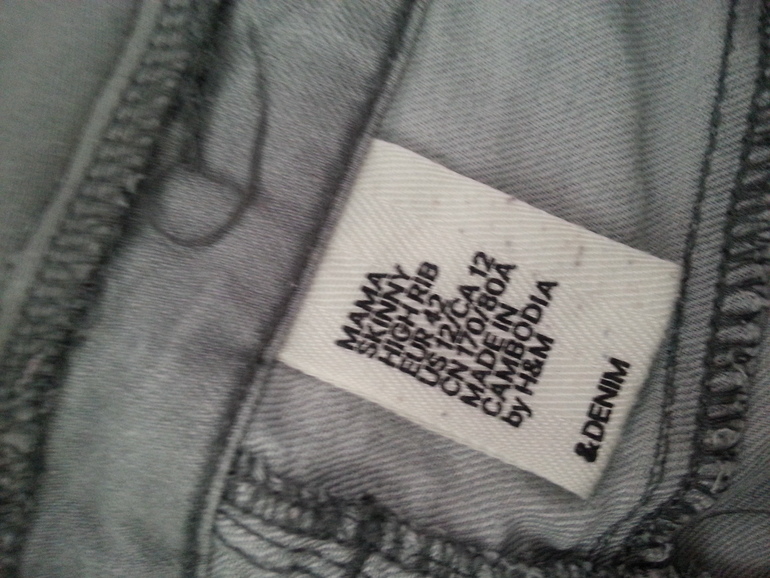 MAMA
SKINNY
HIGH RIB
EUR 42
US 12/CA 12
CN 170/80A
MADE IN
CAMBODIA
by H&M
&DENIM